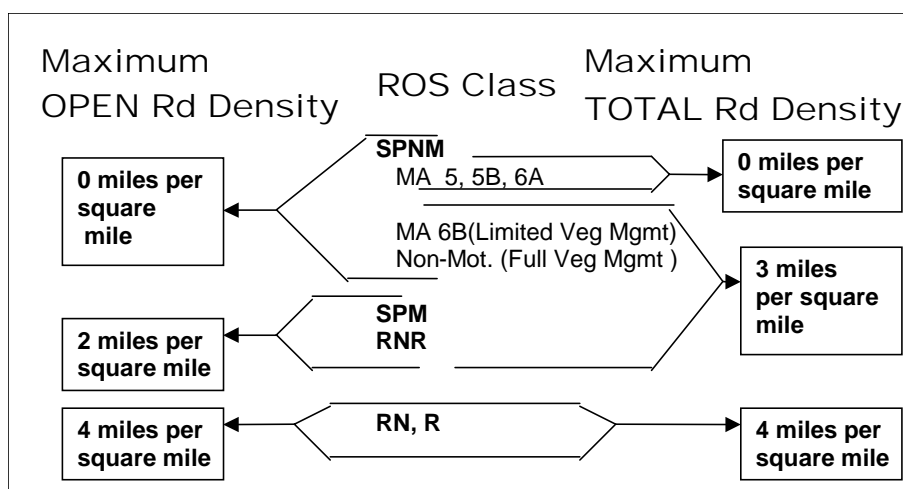 Maximum
OPEN Rd Density
ROS Class
Maximum
TOTAL Rd Density
0 miles per
square
mile
SPNM
MA 5, 5B, 6A
MA 6B(Limited Veg Mgmt)
Non-Mot. (Full Veg Mgmt )
0 miles per
square mile
3 miles
per square
mile
2 miles per
square mile
SPM
RNR
4 miles per
square mile
RN, R
4 miles per
square mile